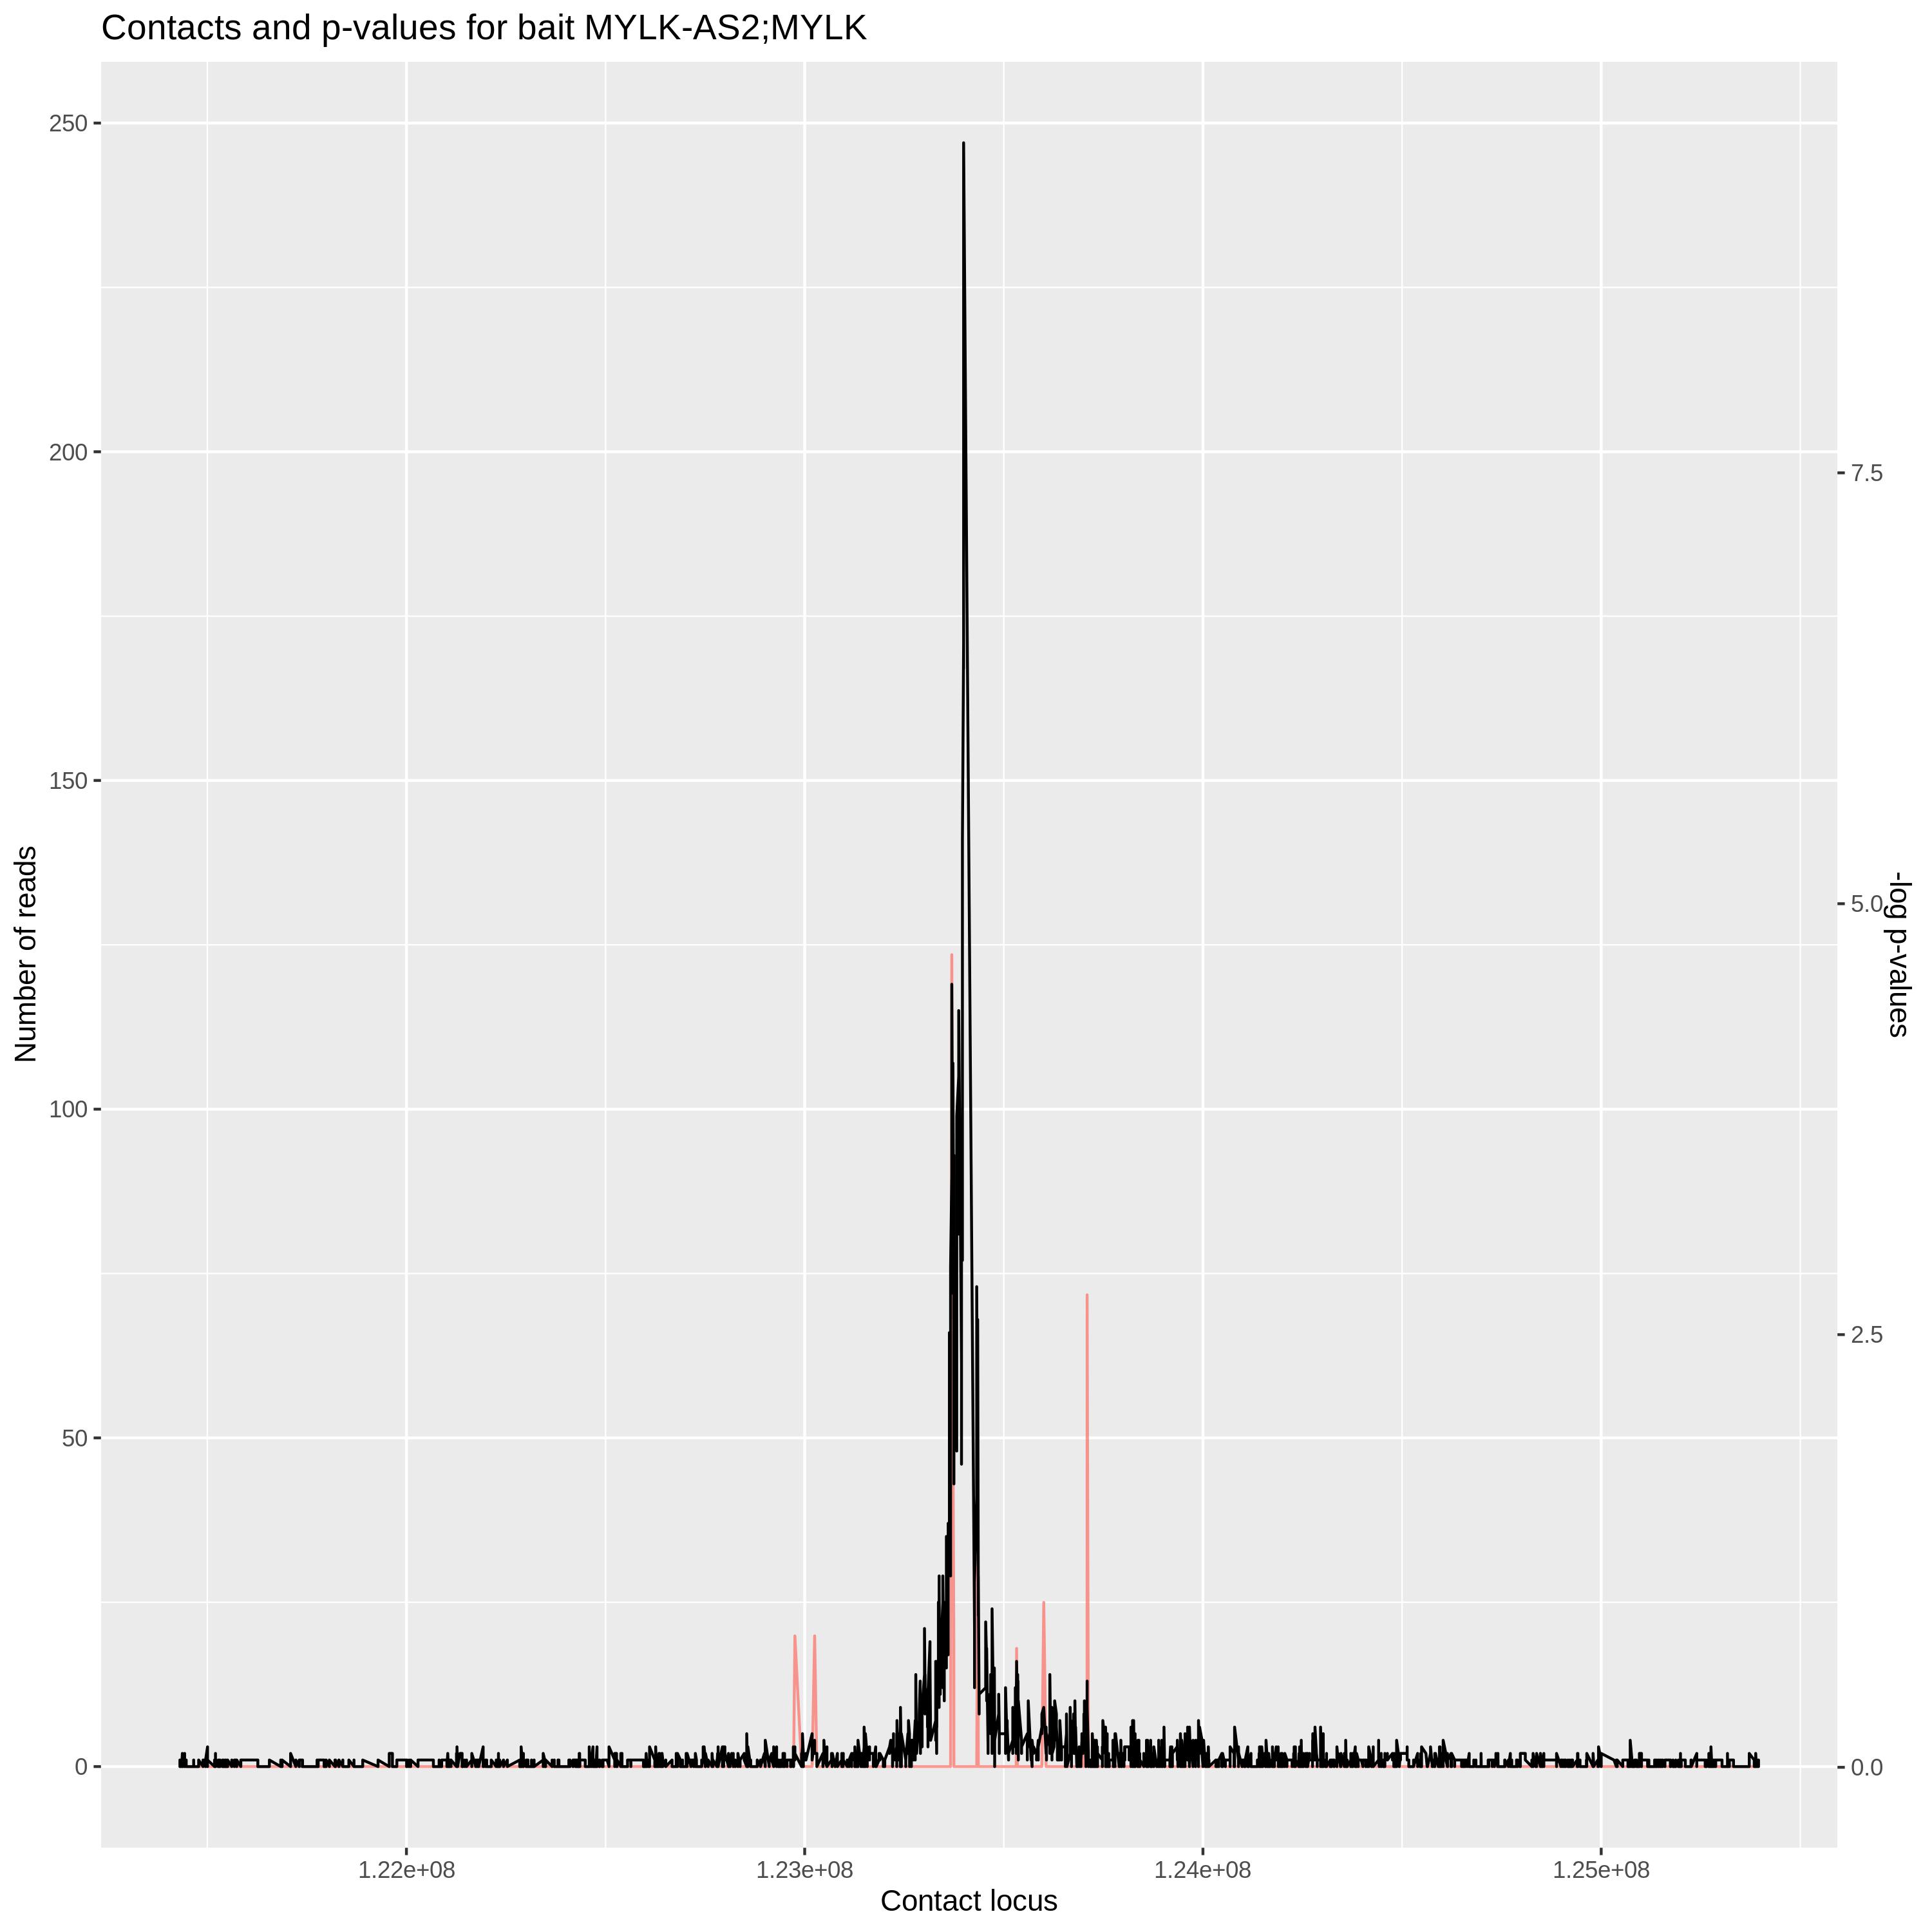 Contacts and p-values for bait MYLK-AS2;MYLK
250
200
150
100
50
0
Number of reads
7.5
5.0
2.5
0.0
-log p-values
1.22e+08
1.23e+08
1.24e+08
1.25e+08
Contact locus